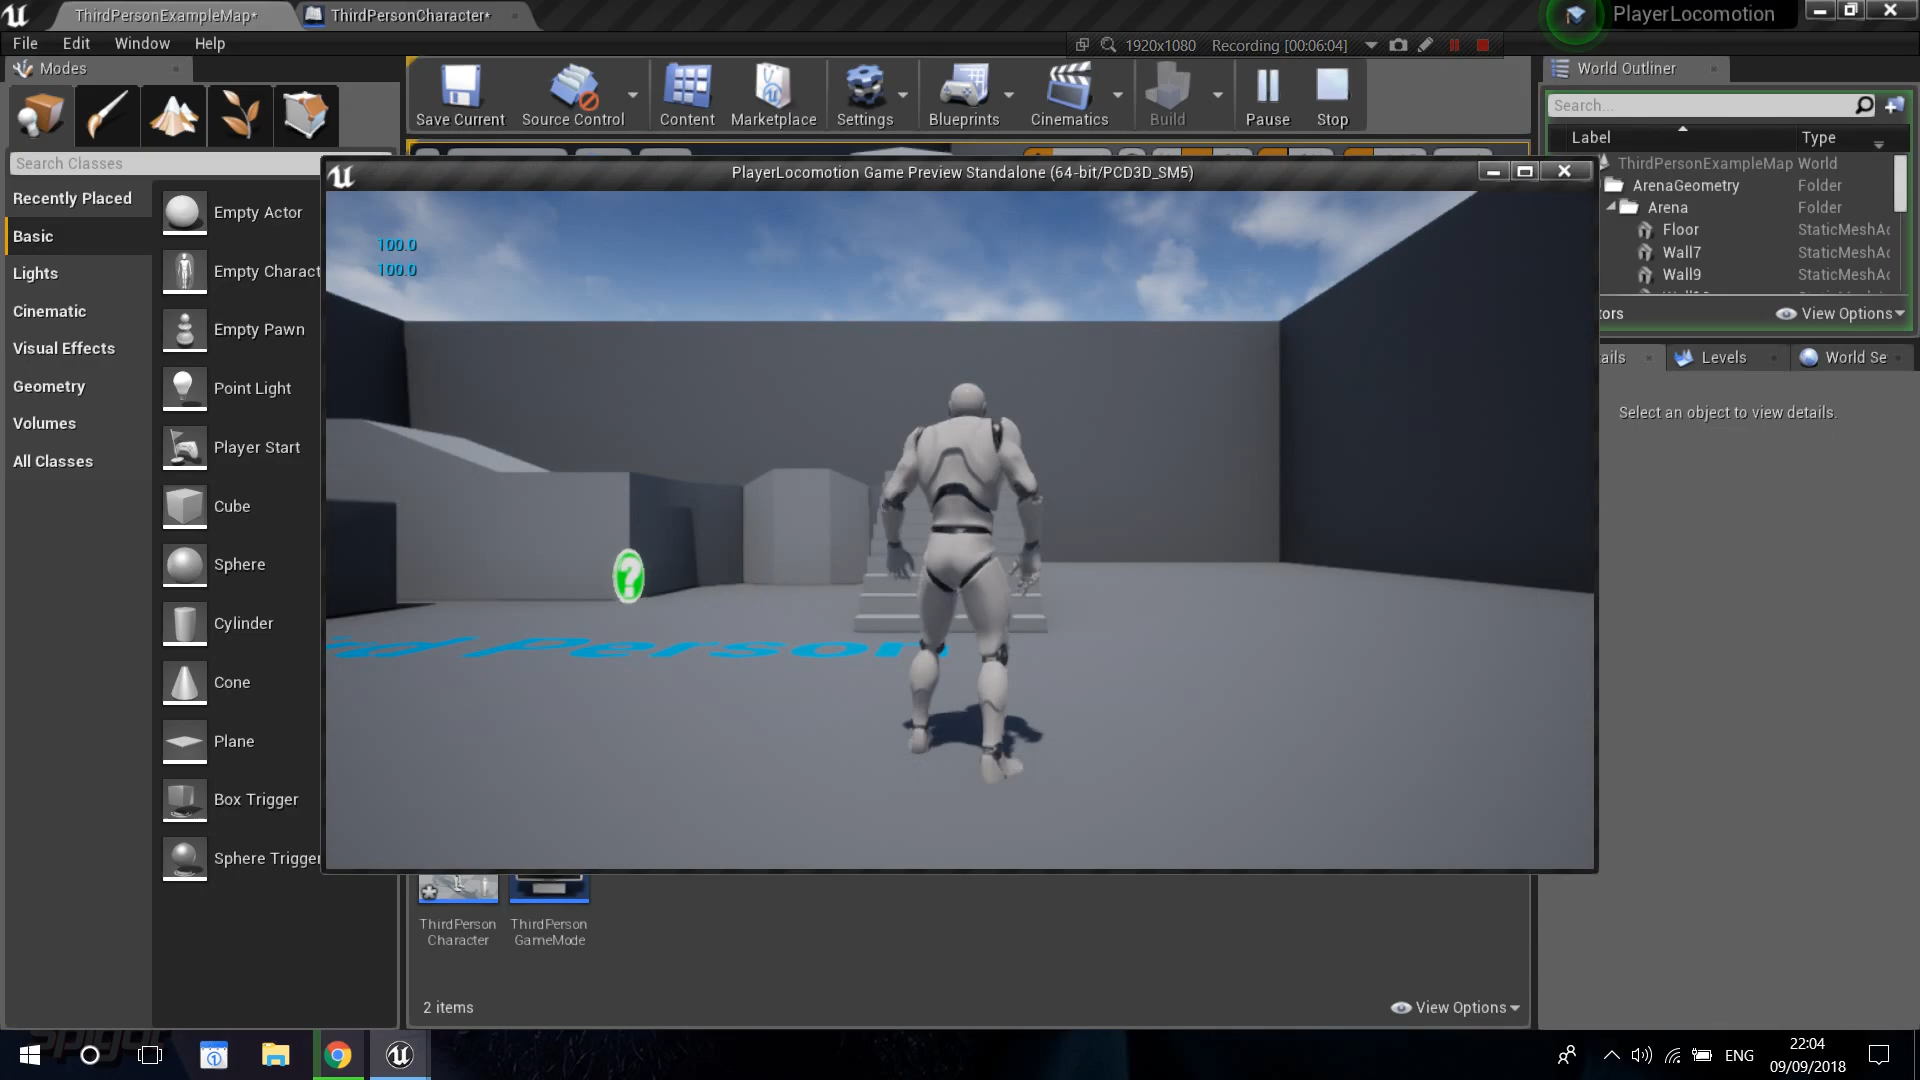 ThirdPersonExampleMap*
ThirdPersonCharacter*
PlayerLocomotion
File Edit Window Help
1920x1080 Recording [00:06:04]
Modes
World Outliner
Save Current
Source Control
Content
Marketplace
Settings
Blueprints
Cinematics
Build
Pause
Stop
Search...
Label Type
Search Classes
PlayerLocomotion Game Preview Standalone (64-bit/PCD3D_SM5)
ThirdPersonExampleMap World
ArenaGeometry Folder
Arena Folder
Floor StaticMeshAc
Wall7 StaticMeshAc
Wall9 StaticMeshAc
tors
View Options
ails
Levels
World Se
Select an object to view details.
Recently Placed
Basic
Lights
Cinematic
Visual Effects
Geometry
Volumes
All Classes
Empty Actor
Empty Charact
Empty Pawn
Point Light
Player Start
Cube
Sphere
Cylinder
Cone
Plane
Box Trigger
Sphere Trigger
100.0
100.0
?
d Person
ThirdPerson
Character
ThirdPerson
GameMode
2 items
View Options
ENG
22:04
09/09/2018